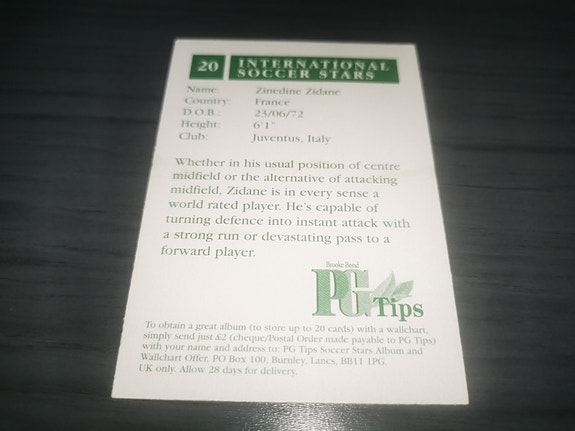 20 INTERNATIONAL
SOCCER STARS
Name: Zinedine Zidane
Country: France
D.O.B.: 23/06/72
Height: 6'1"
Club: Juventus, Italy
Whether in his usual position of centre
midfield or the alternative of attacking
midfield, Zidane is in every sense a
world rated player. He's capable of
turning defence into instant attack with
a strong run or devastating pass to a
forward player.
Brooke Bond
PG Tips
To obtain a great album (to store up to 20 cards) with a wallchart,
simply send just £2 (cheque/Postal Order made payable to PG Tips)
with your name and address to: PG Tips Soccer Stars Album and
Wallchart Offer, PO Box 100, Burnley, Lancs, BB11 1PG.
UK only. Allow 28 days for delivery.